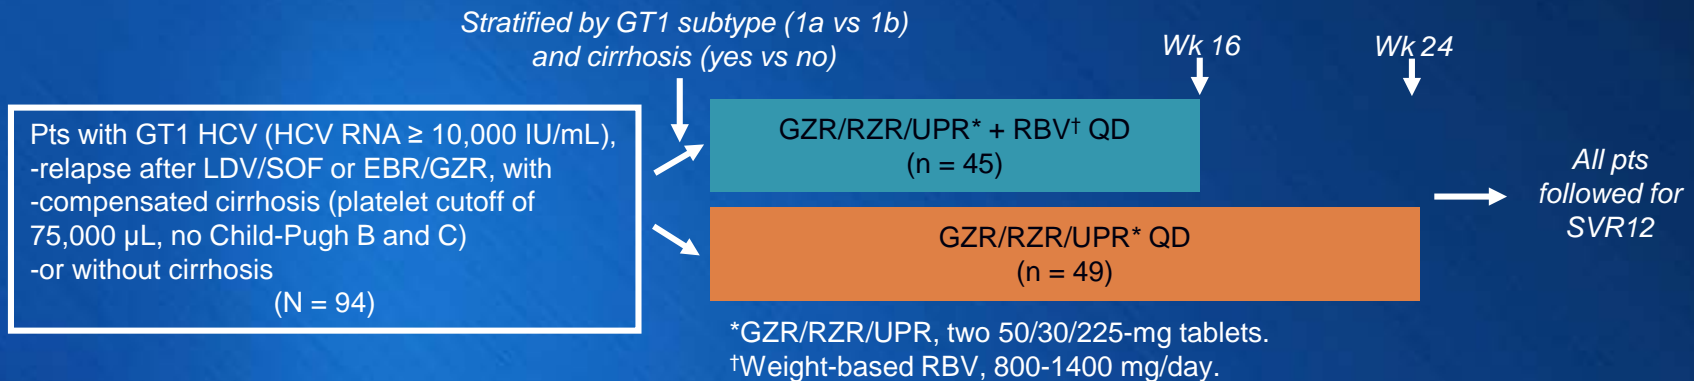 Stratified by GT1 subtype (1a vs 1b)
and cirrhosis (yes vs no)
Wk 16
Wk 24
Pts with GT1 HCV (HCV RNA ≥ 10,000 IU/mL),
-relapse after LDV/SOF or EBR/GZR, with
-compensated cirrhosis (platelet cutoff of
75,000 µL, no Child-Pugh B and C)
-or without cirrhosis
(N = 94)
GZR/RZR/UPR* + RBV† QD
(n = 45)
GZR/RZR/UPR* QD
(n = 49)
All pts
followed for
SVR12
*GZR/RZR/UPR, two 50/30/225-mg tablets.
†Weight-based RBV, 800-1400 mg/day.